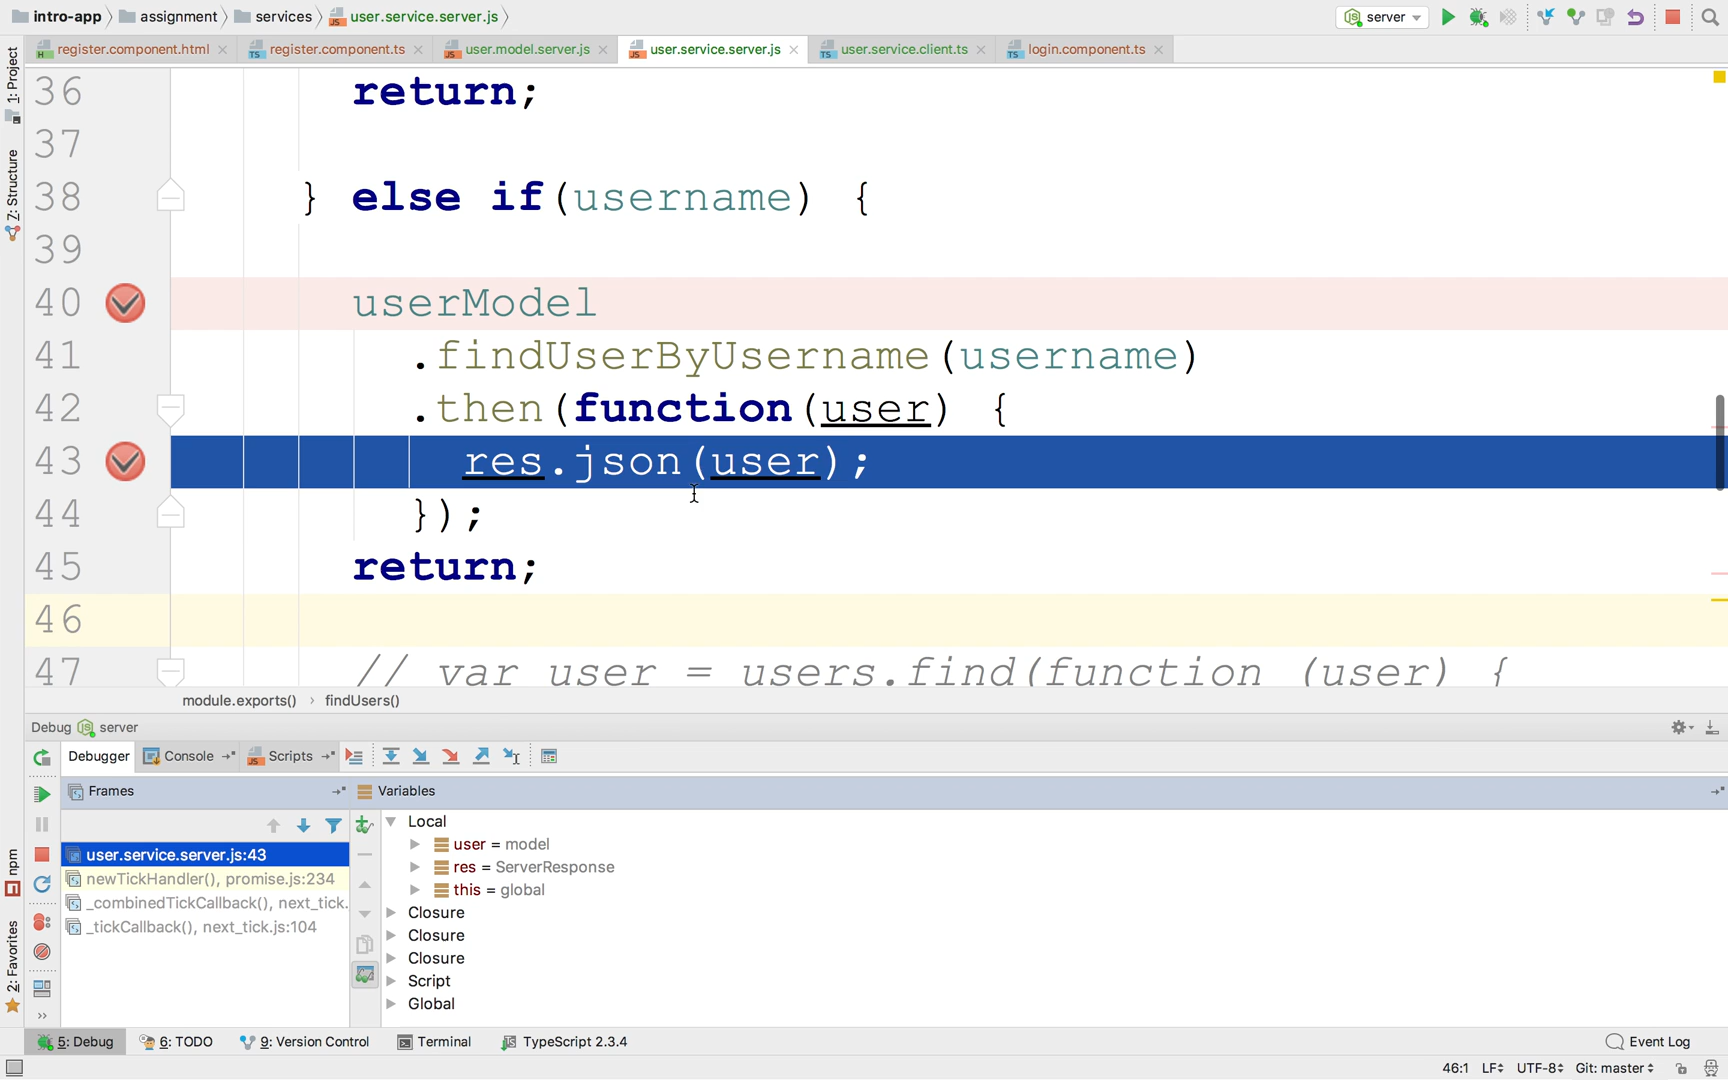 intro-app assignment services user.service.server.js server
register.component.html register.component.ts user.model.server.js user.service.server.js user.service.client.ts login.component.ts
1: Project
7: Structure
npm
2: Favorites
36 return;
37
38 } else if(username) {
39
40 userModel
41 .findUserByUsername(username)
42 .then(function(user) {
43 res.json(user);
44 });
45 return;
46
47 // var user = users.find(function (user) {
module.exports() › findUsers()
Debug server
Debugger Console Scripts
Frames Variables
user.service.server.js:43
newTickHandler(), promise.js:234
_combinedTickCallback(), next_tick.
_tickCallback(), next_tick.js:104
Local
user = model
res = ServerResponse
this = global
Closure
Closure
Closure
Script
Global
5: Debug 6: TODO 9: Version Control Terminal TypeScript 2.3.4 Event Log
46:1 LF UTF-8 Git: master